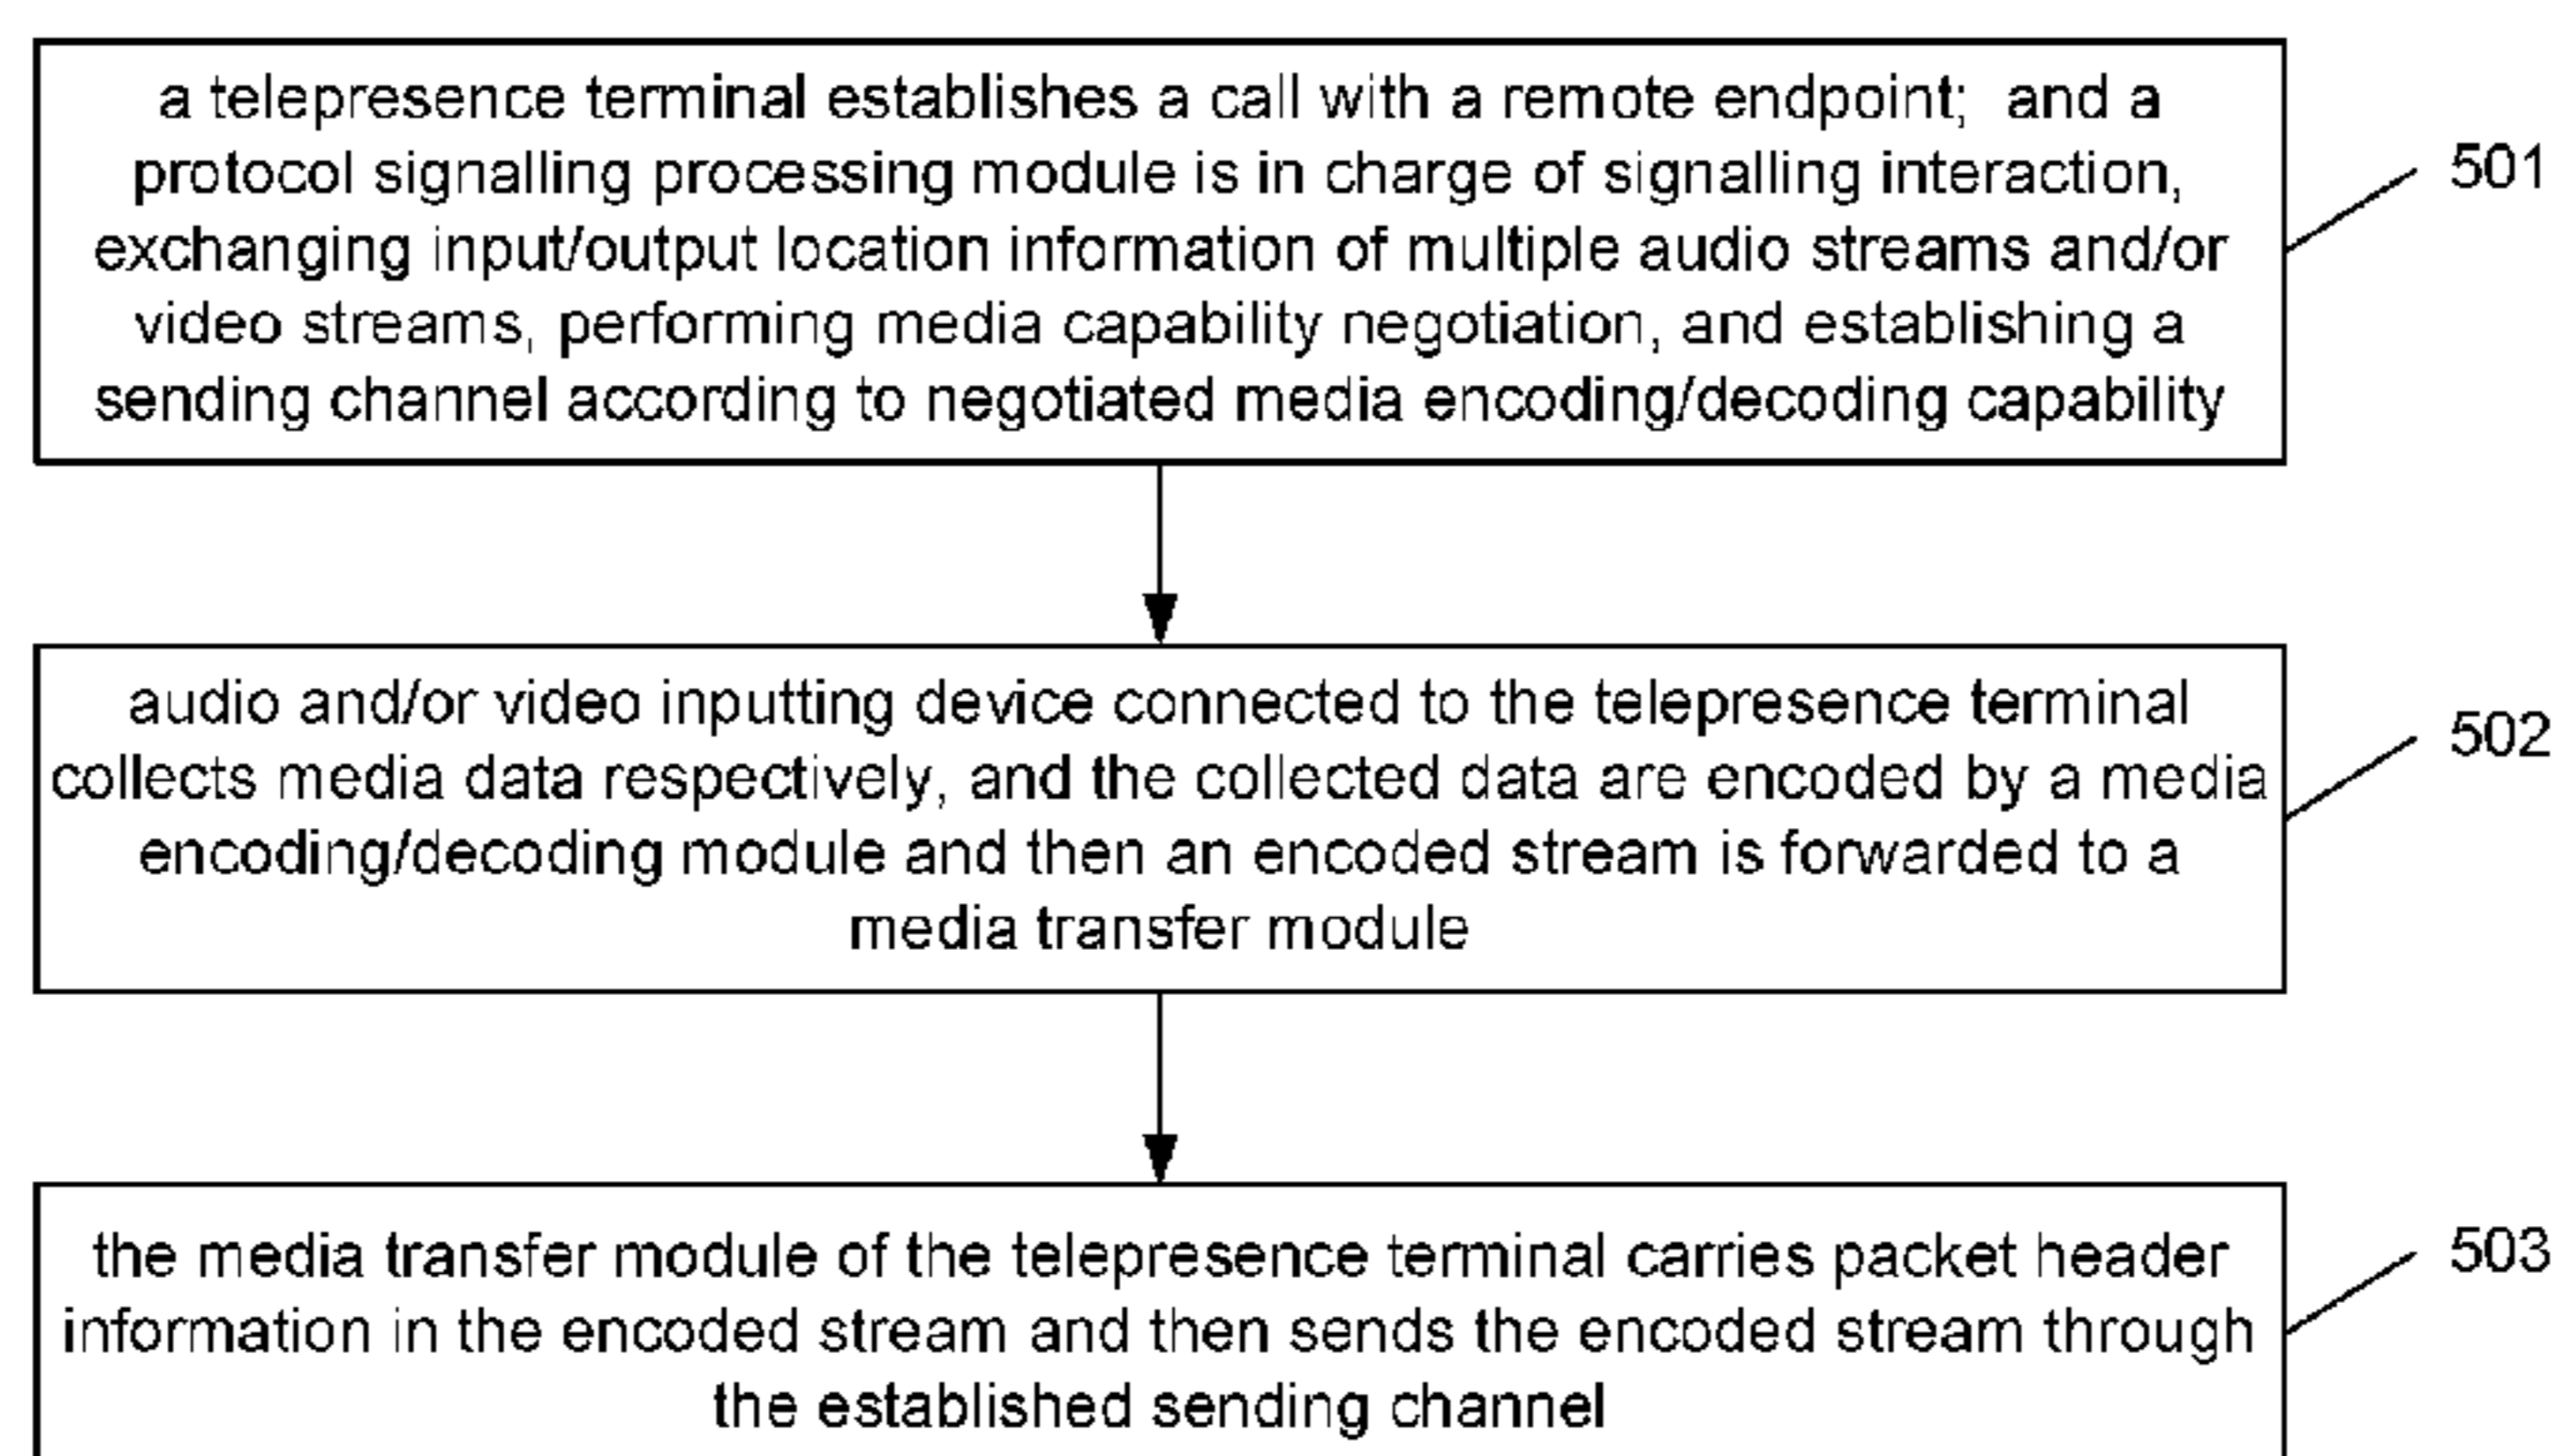 a telepresence terminal establishes a call with a remote endpoint; and a
protocol signalling processing module is in charge of signalling interaction,
exchanging input/output location information of multiple audio streams and/or
video streams, performing media capability negotiation, and establishing a
sending channel according to negotiated media encoding/decoding capability
501
audio and/or video inputting device connected to the telepresence terminal
collects media data respectively, and the collected data are encoded by a media
encoding/decoding module and then an encoded stream is forwarded to a
media transfer module
502
the media transfer module of the telepresence terminal carries packet header
information in the encoded stream and then sends the encoded stream through
the established sending channel
503